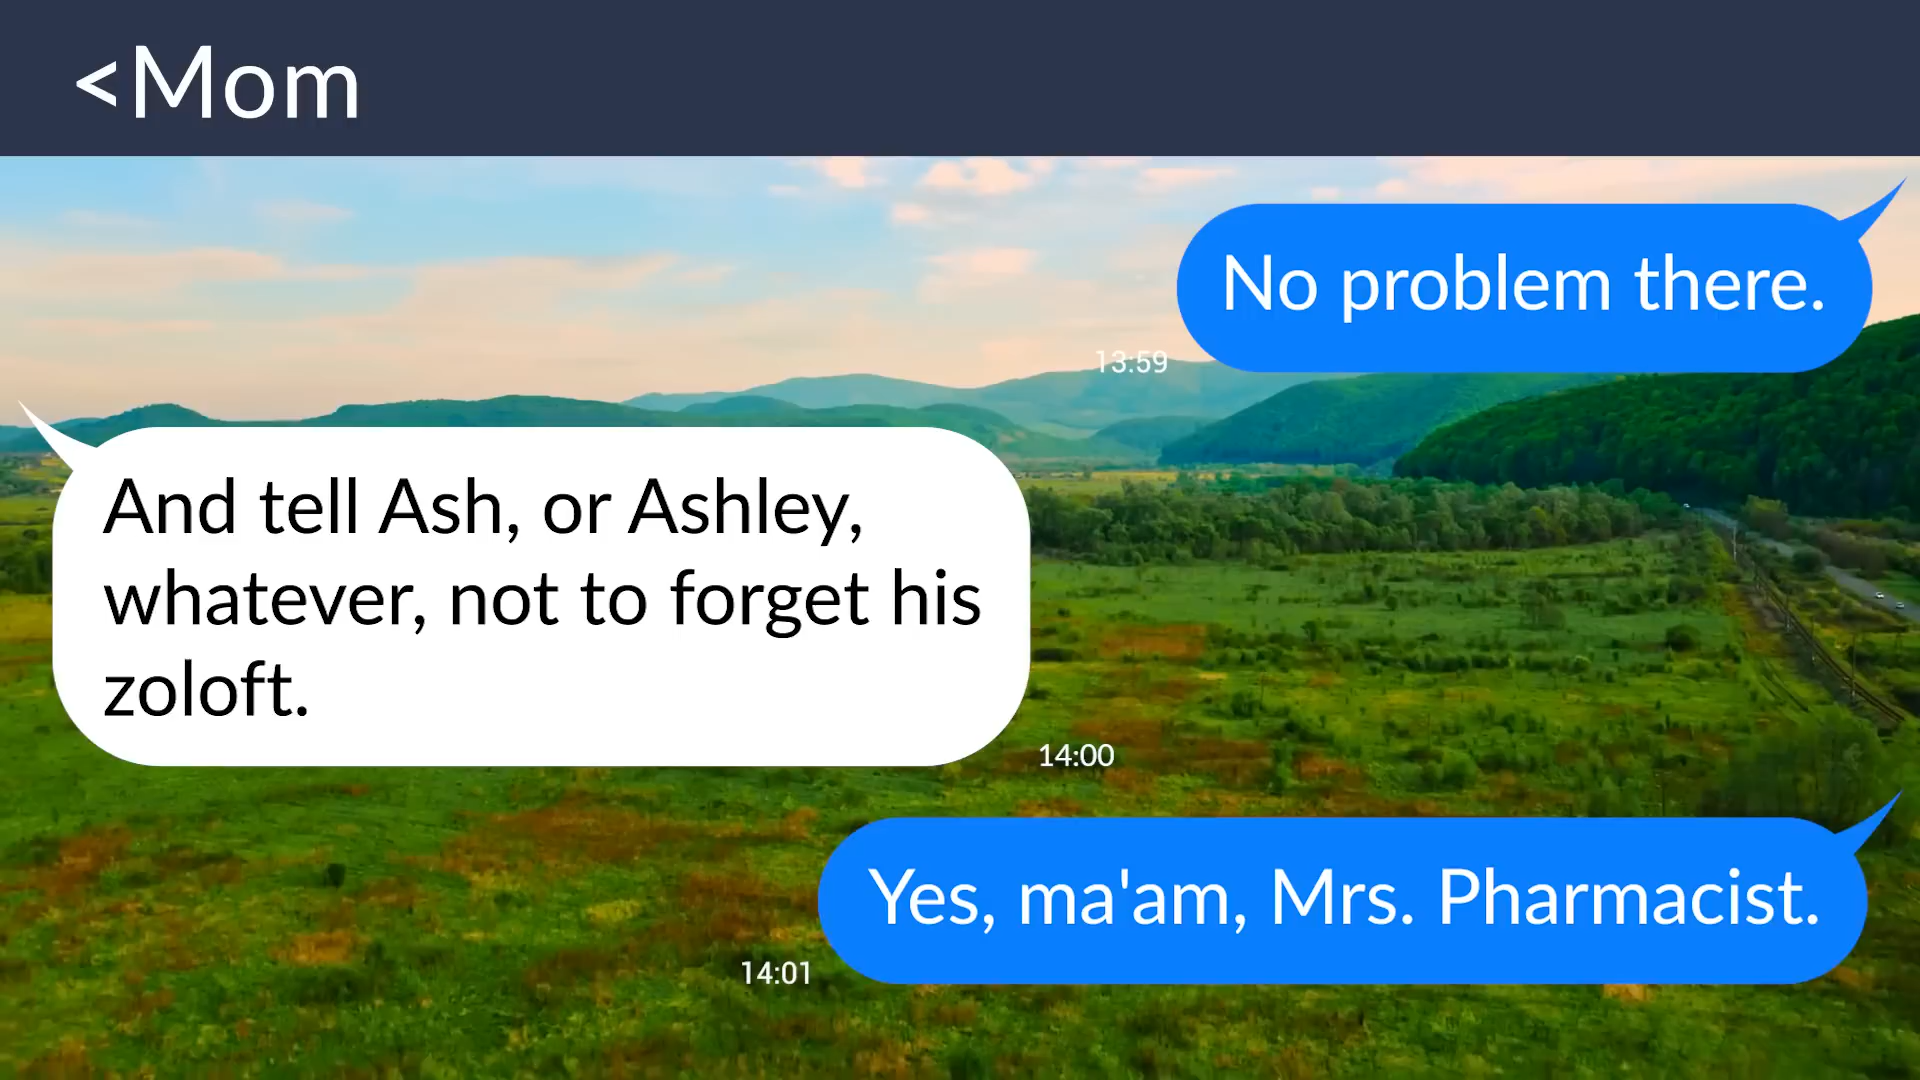 <Mom
No problem there.
13:59
And tell Ash, or Ashley,
whatever, not to forget his
zoloft.
14:00
Yes, ma'am, Mrs. Pharmacist.
14:01